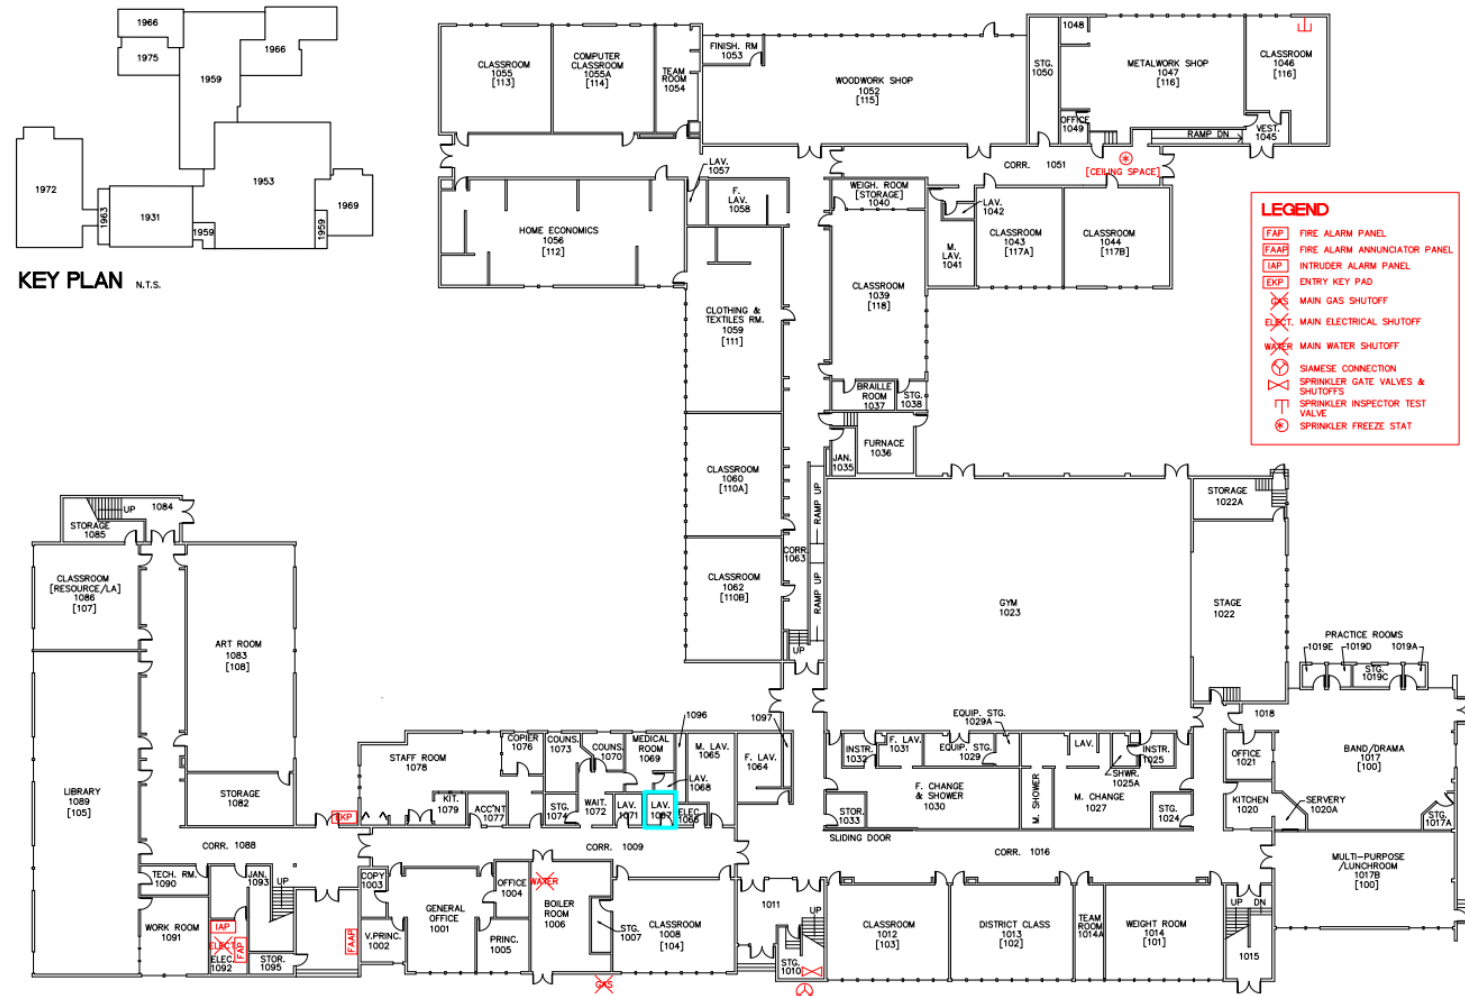 1966
1975
1959
1966
1972
1963
1931
1959
1953
1959
1969
KEY PLAN N.T.S.
CLASSROOM
1055
[113]
COMPUTER
CLASSROOM
1055A
[114]
TEAM
ROOM
1054
FINISH. RM
1053
WOODWORK SHOP
1052
[115]
STG.
1050
1048
METALWORK SHOP
1047
[116]
CLASSROOM
1046
[116]
OFFICE
1049
RAMP DN
VEST.
1045
CORR. 1051
[CEILING SPACE]
LAV.
1057
F.
LAV.
1058
HOME ECONOMICS
1056
[112]
WEIGH. ROOM
[STORAGE]
1040
LAV.
1042
M.
LAV.
1041
CLASSROOM
1043
[117A]
CLASSROOM
1044
[117B]
CLASSROOM
1039
[118]
CLOTHING &
TEXTILES RM.
1059
[111]
BRAILLE
ROOM
1037
STG.
1038
FURNACE
1036
JAN.
1035
CLASSROOM
1060
[110A]
RAMP UP
CORR.
1063
RAMP UP
CLASSROOM
1062
[110B]
UP
LEGEND
FAP FIRE ALARM PANEL
FAAP FIRE ALARM ANNUNCIATOR PANEL
IAP INTRUDER ALARM PANEL
EKP ENTRY KEY PAD
GAS MAIN GAS SHUTOFF
ELECT. MAIN ELECTRICAL SHUTOFF
WATER MAIN WATER SHUTOFF
SIAMESE CONNECTION
SPRINKLER GATE VALVES &
SHUTOFFS
SPRINKLER INSPECTOR TEST
VALVE
SPRINKLER FREEZE STAT
UP
1084
STORAGE
1085
CLASSROOM
[RESOURCE/LA]
1086
[107]
ART ROOM
1083
[108]
LIBRARY
1089
[105]
STORAGE
1082
GYM
1023
STORAGE
1022A
STAGE
1022
PRACTICE ROOMS
1019E
1019D
1019A
STG.
1019C
1018
BAND/DRAMA
1017
[100]
OFFICE
1021
KITCHEN
1020
SERVERY
1020A
STG.
1017A
MULTI-PURPOSE
/LUNCHROOM
1017B
[100]
STAFF ROOM
1078
COPIER
1076
COUNS.
1073
COUNS.
1070
MEDICAL
ROOM
1069
1096
M. LAV.
1065
1097
F. LAV.
1064
LAV.
1068
KIT.
1079
ACC'NT
1077
STG.
1074
WAIT.
1072
LAV.
1071
LAV.
1067
ELEC.
1066
EKP
EQUIP. STG.
1029A
INSTR.
1032
F. LAV.
1031
EQUIP. STG.
1029
LAV.
INSTR.
1025
SHWR.
1025A
F. CHANGE
& SHOWER
1030
M. SHOWER
M. CHANGE
1027
STOR.
1033
STG.
1024
SLIDING DOOR
CORR. 1088
CORR. 1009
CORR. 1016
TECH. RM.
1090
JAN.
1093
UP
WORK ROOM
1091
IAP
ELECT.
FAP
ELEC.
1092
STOR.
1095
FAAP
COPY
1003
V.PRINC.
1002
GENERAL
OFFICE
1001
OFFICE
1004
PRINC.
1005
WATER
BOILER
ROOM
1006
STG.
1007
CLASSROOM
1008
[104]
GAS
1011
UP
STG.
1010
CLASSROOM
1012
[103]
DISTRICT CLASS
1013
[102]
TEAM
ROOM
1014A
WEIGHT ROOM
1014
[101]
UP DN
1015